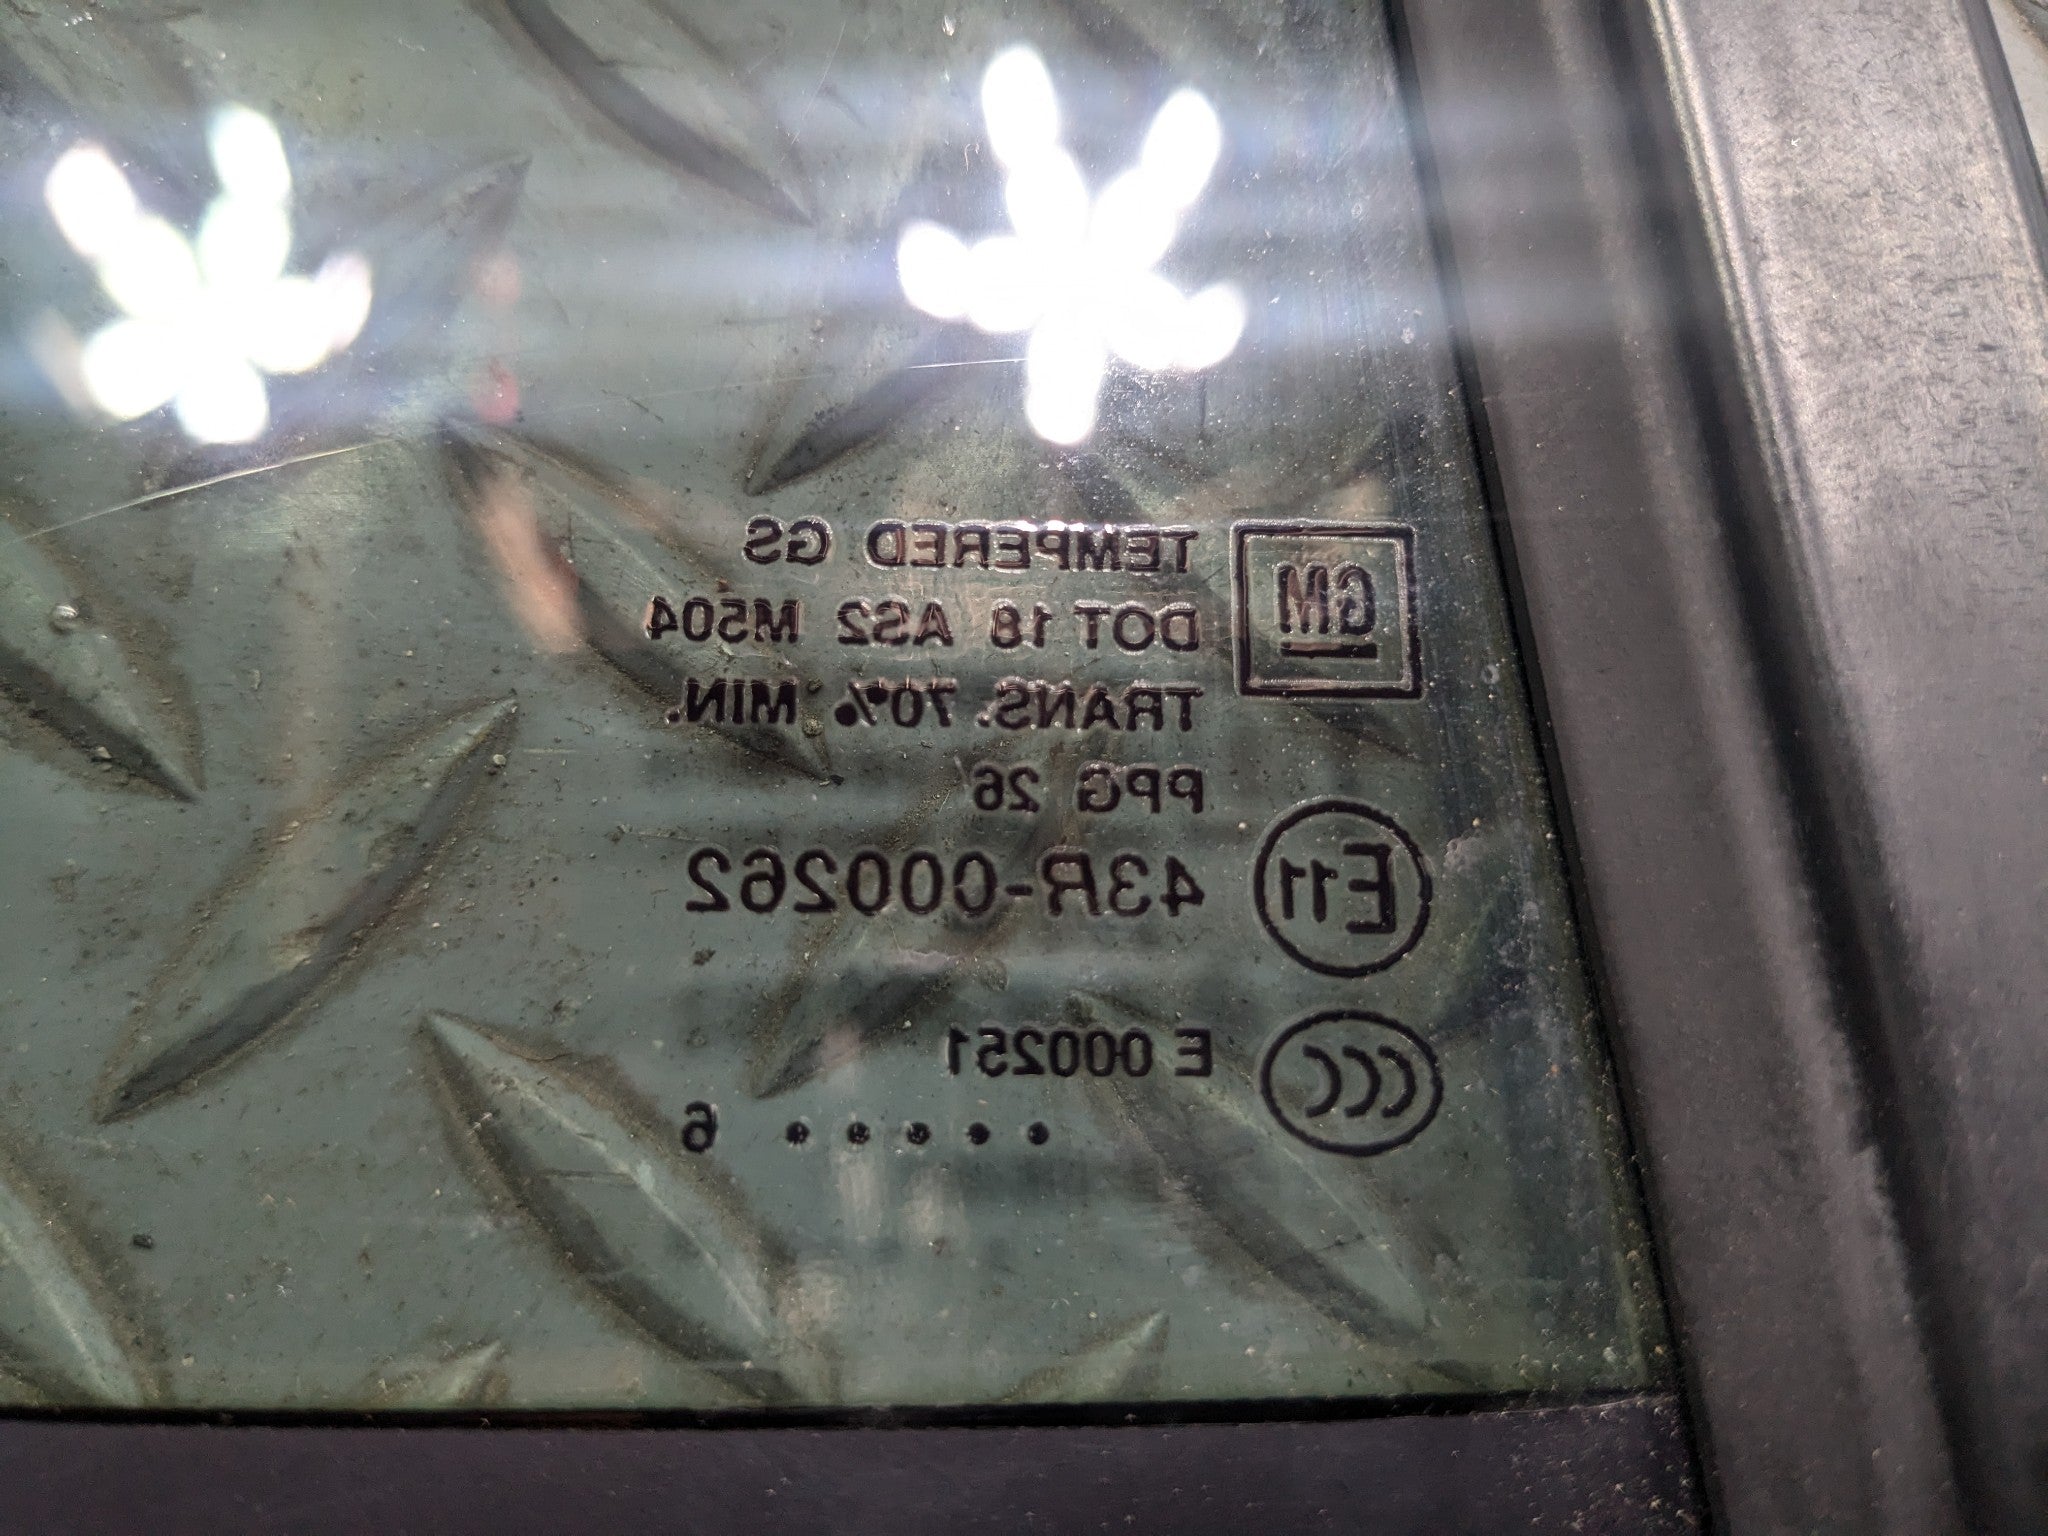 GM
TEMPERED GS
DOT 18 AS2 M504
TRANS. 70% MIN.
PPG 26
E11 43R-000262
CCC E 000251
• • • • • 6